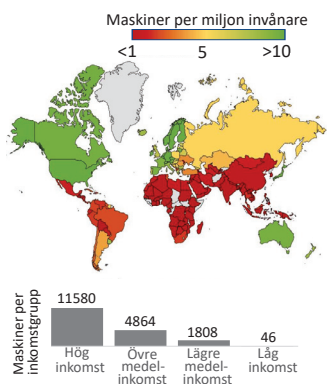 Maskiner per miljon invånare
<1 5 >10
Maskiner per
inkomstgrupp
11580
4864
1808
46
Hög
inkomst
Övre
medel-
inkomst
Lägre
medel-
inkomst
Låg
inkomst